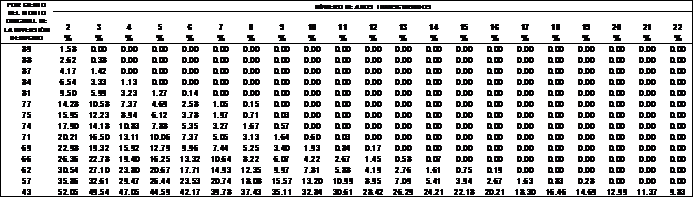 POR CIENTO DEL MONTO ORIGINAL DE LA INVERSIÓN DEDUCIDO
NÚMERO DE AÑOS TRANSCURRIDOS
2 3 4 5 6 7 8 9 10 11 12 13 14 15 16 17 18 19 20 21 22
% % % % % % % % % % % % % % % % % % % % %
89 1.58 0.00 0.00 0.00 0.00 0.00 0.00 0.00 0.00 0.00 0.00 0.00 0.00 0.00 0.00 0.00 0.00 0.00 0.00 0.00 0.00
88 2.62 0.38 0.00 0.00 0.00 0.00 0.00 0.00 0.00 0.00 0.00 0.00 0.00 0.00 0.00 0.00 0.00 0.00 0.00 0.00 0.00
87 4.17 1.42 0.00 0.00 0.00 0.00 0.00 0.00 0.00 0.00 0.00 0.00 0.00 0.00 0.00 0.00 0.00 0.00 0.00 0.00 0.00
84 6.54 3.33 1.13 0.00 0.00 0.00 0.00 0.00 0.00 0.00 0.00 0.00 0.00 0.00 0.00 0.00 0.00 0.00 0.00 0.00 0.00
81 9.50 5.99 3.23 1.27 0.14 0.00 0.00 0.00 0.00 0.00 0.00 0.00 0.00 0.00 0.00 0.00 0.00 0.00 0.00 0.00 0.00
77 14.28 10.58 7.37 4.69 2.58 1.05 0.15 0.00 0.00 0.00 0.00 0.00 0.00 0.00 0.00 0.00 0.00 0.00 0.00 0.00 0.00
75 15.95 12.23 8.94 6.12 3.78 1.97 0.71 0.03 0.00 0.00 0.00 0.00 0.00 0.00 0.00 0.00 0.00 0.00 0.00 0.00 0.00
74 17.90 14.18 10.83 7.88 5.35 3.27 1.67 0.57 0.00 0.00 0.00 0.00 0.00 0.00 0.00 0.00 0.00 0.00 0.00 0.00 0.00
71 20.21 16.50 13.11 10.06 7.37 5.05 3.13 1.64 0.60 0.03 0.00 0.00 0.00 0.00 0.00 0.00 0.00 0.00 0.00 0.00 0.00
69 22.98 19.32 15.92 12.79 9.96 7.44 5.25 3.40 1.93 0.84 0.17 0.00 0.00 0.00 0.00 0.00 0.00 0.00 0.00 0.00 0.00
66 26.36 22.78 19.40 16.25 13.32 10.64 8.22 6.07 4.22 2.67 1.45 0.58 0.07 0.00 0.00 0.00 0.00 0.00 0.00 0.00 0.00
62 30.54 27.10 23.80 20.67 17.71 14.93 12.35 9.97 7.81 5.88 4.19 2.76 1.61 0.75 0.19 0.00 0.00 0.00 0.00 0.00 0.00
57 35.86 32.61 29.47 26.44 23.53 20.74 18.08 15.57 13.20 10.99 8.95 7.09 5.41 3.94 2.67 1.63 0.83 0.28 0.00 0.00 0.00
43 52.05 49.54 47.05 44.59 42.17 39.78 37.43 35.11 32.84 30.61 28.42 26.29 24.21 22.18 20.21 18.30 16.46 14.69 12.99 11.37 9.83